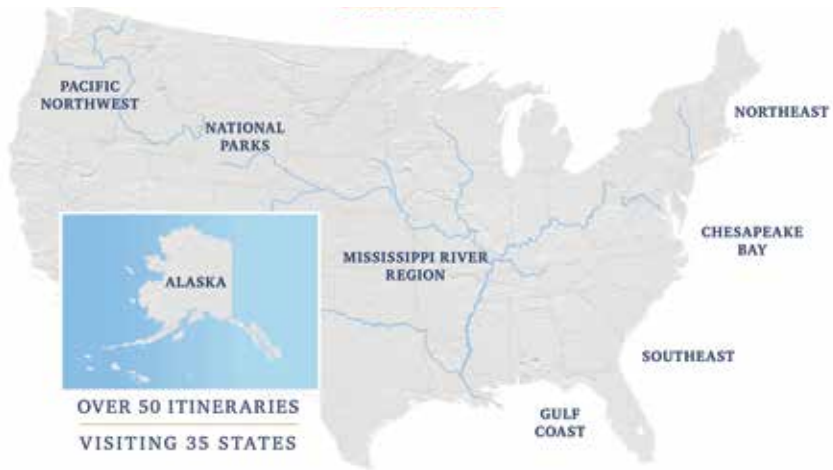 PACIFIC
NORTHWEST
NATIONAL
PARKS
NORTHEAST
CHESAPEAKE
BAY
MISSISSIPPI RIVER
REGION
ALASKA
SOUTHEAST
GULF
COAST
OVER 50 ITINERARIES
VISITING 35 STATES